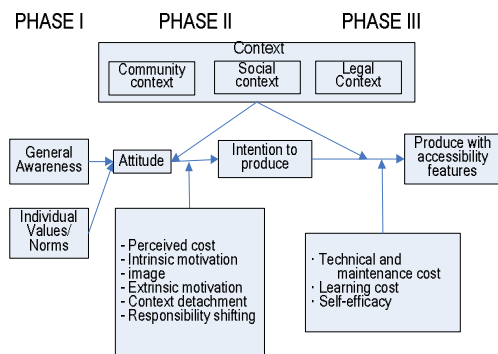 PHASE I
PHASE II
PHASE III
Context
Community
context
Social
context
Legal
Context
General
Awareness
Attitude
Intention to
produce
Produce with
accessibility
features
Individual
Values/
Norms
- Perceived cost
- Intrinsic motivation
- image
- Extrinsic motivation
- Context detachment
- Responsibility shifting
· Technical and
maintenance cost
· Learning cost
· Self-efficacy